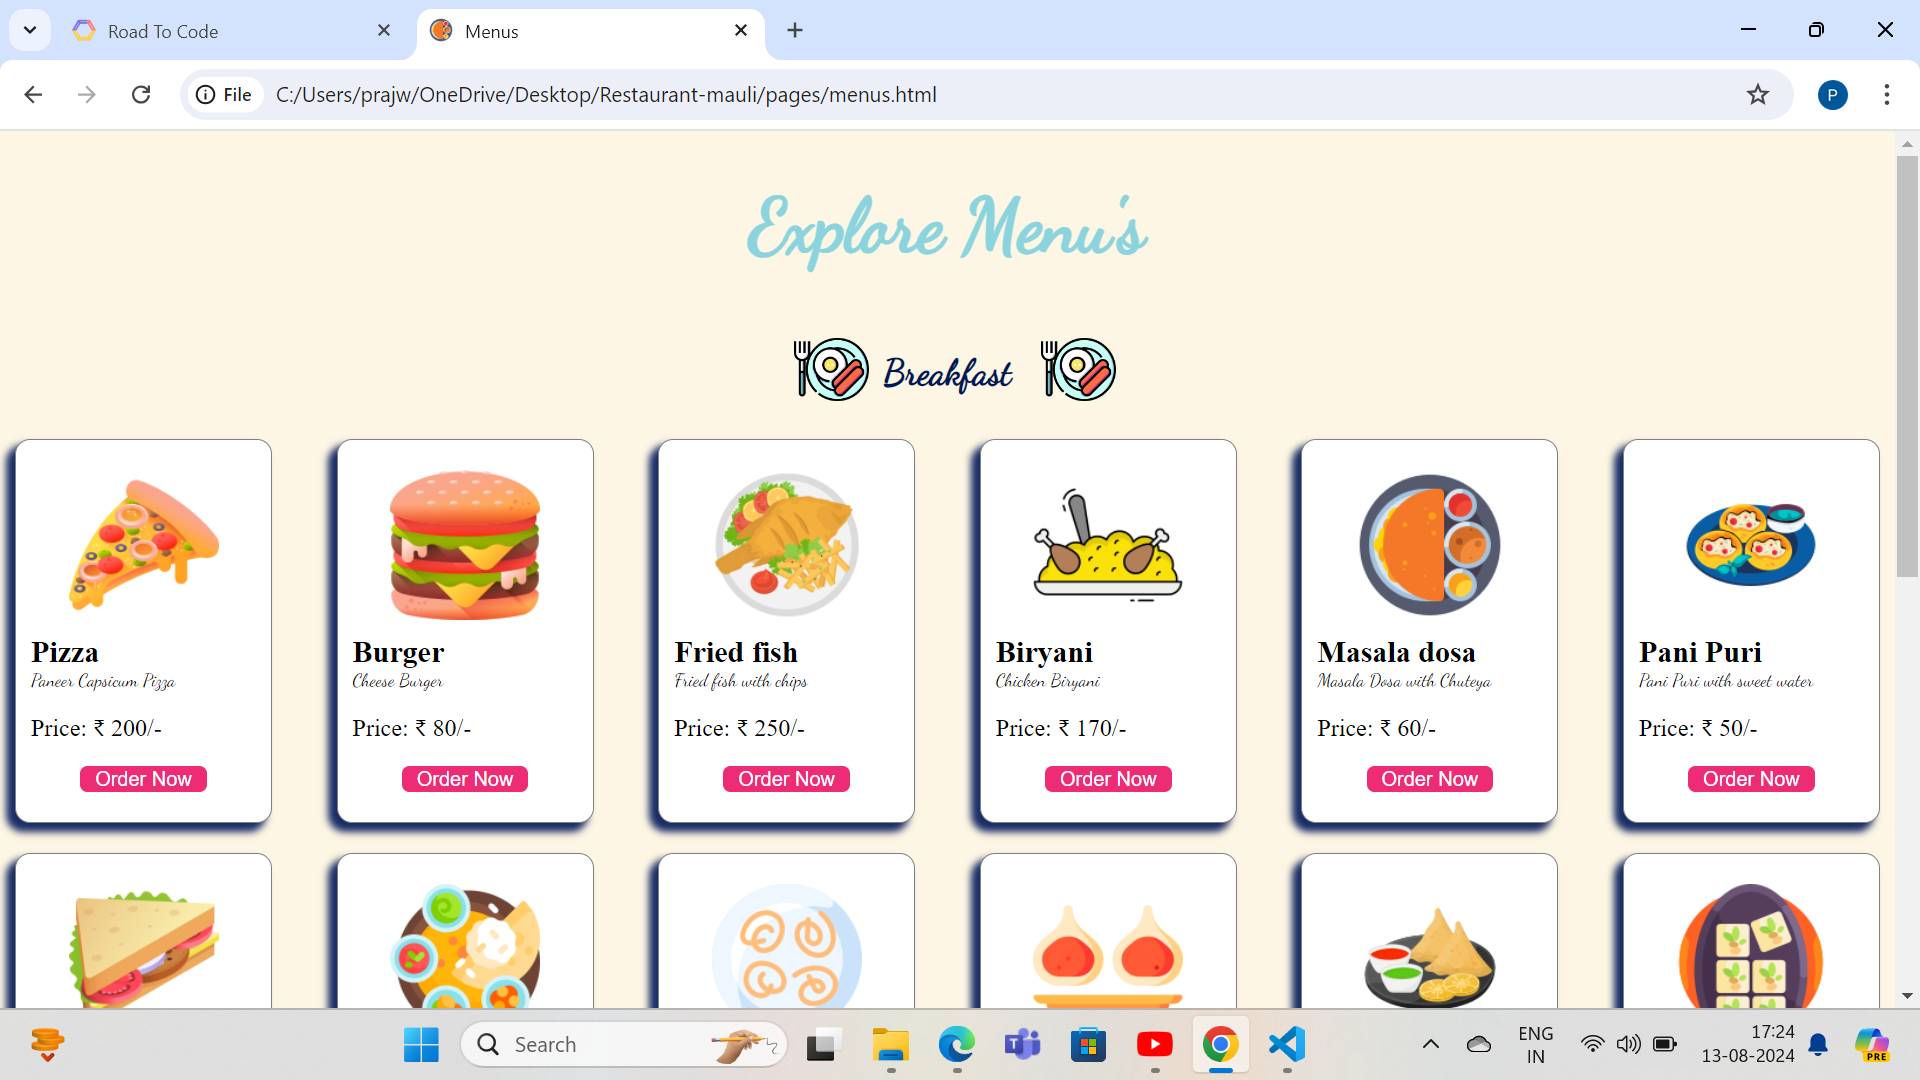 Road To Code
Menus
File
C:/Users/prajw/OneDrive/Desktop/Restaurant-mauli/pages/menus.html
P
Explore Menu's
Breakfast
Pizza
Paneer Capsicum Pizza
Price: ₹ 200/-
Order Now
Burger
Cheese Burger
Price: ₹ 80/-
Order Now
Fried fish
Fried fish with chips
Price: ₹ 250/-
Order Now
Biryani
Chicken Biryani
Price: ₹ 170/-
Order Now
Masala dosa
Masala Dosa with Chuteya
Price: ₹ 60/-
Order Now
Pani Puri
Pani Puri with sweet water
Price: ₹ 50/-
Order Now
Search
T
ENG
IN
17:24
13-08-2024
PRE